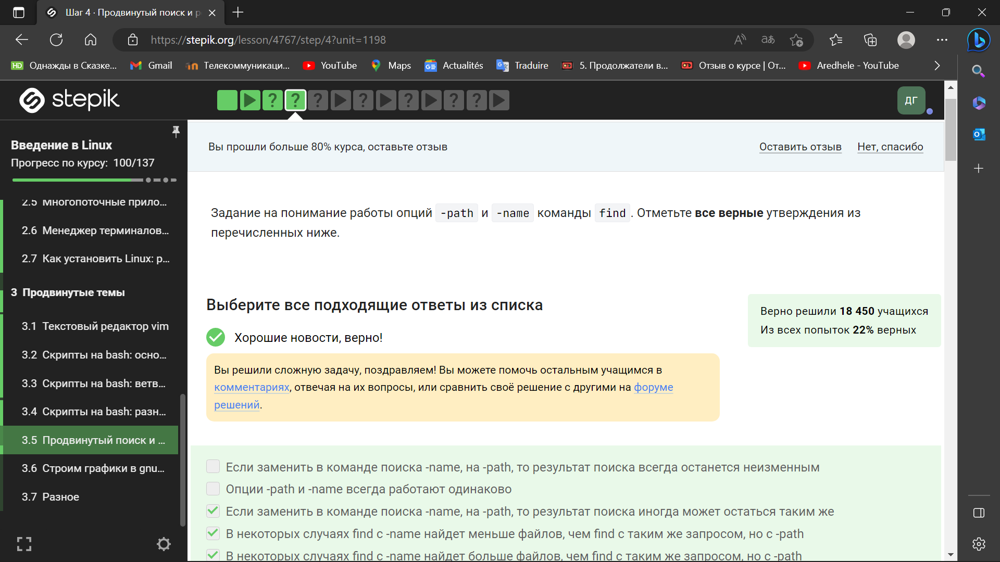 Шаг 4 · Продвинутый поиск и р
https://stepik.org/lesson/4767/step/4?unit=1198
Однажды в Сказке...
Gmail
Телекоммуникаци...
YouTube
Maps
Actualités
Traduire
5. Продолжатели в...
Отзыв о курсе | От...
Aredhele - YouTube
stepik
ДГ
Введение в Linux
Прогресс по курсу: 100/137
2.5 Многопоточные прило...
2.6 Менеджер терминалов...
2.7 Как установить Linux: р...
3 Продвинутые темы
3.1 Текстовый редактор vim
3.2 Скрипты на bash: осно...
3.3 Скрипты на bash: ветв...
3.4 Скрипты на bash: разн...
3.5 Продвинутый поиск и ...
3.6 Строим графики в gnu...
3.7 Разное
Вы прошли больше 80% курса, оставьте отзыв
Оставить отзыв
Нет, спасибо
Задание на понимание работы опций -path и -name команды find. Отметьте все верные утверждения из
перечисленных ниже.
Выберите все подходящие ответы из списка
Верно решили 18 450 учащихся
Из всех попыток 22% верных
Хорошие новости, верно!
Вы решили сложную задачу, поздравляем! Вы можете помочь остальным учащимся в
комментариях, отвечая на их вопросы, или сравнить своё решение с другими на форуме
решений.
Если заменить в команде поиска -name, на -path, то результат поиска всегда останется неизменным
Опции -path и -name всегда работают одинаково
Если заменить в команде поиска -name, на -path, то результат поиска иногда может остаться таким же
В некоторых случаях find с -name найдет меньше файлов, чем find с таким же запросом, но с -path
В некоторых случаях find с -name найдет больше файлов, чем find с таким же запросом, но с -path